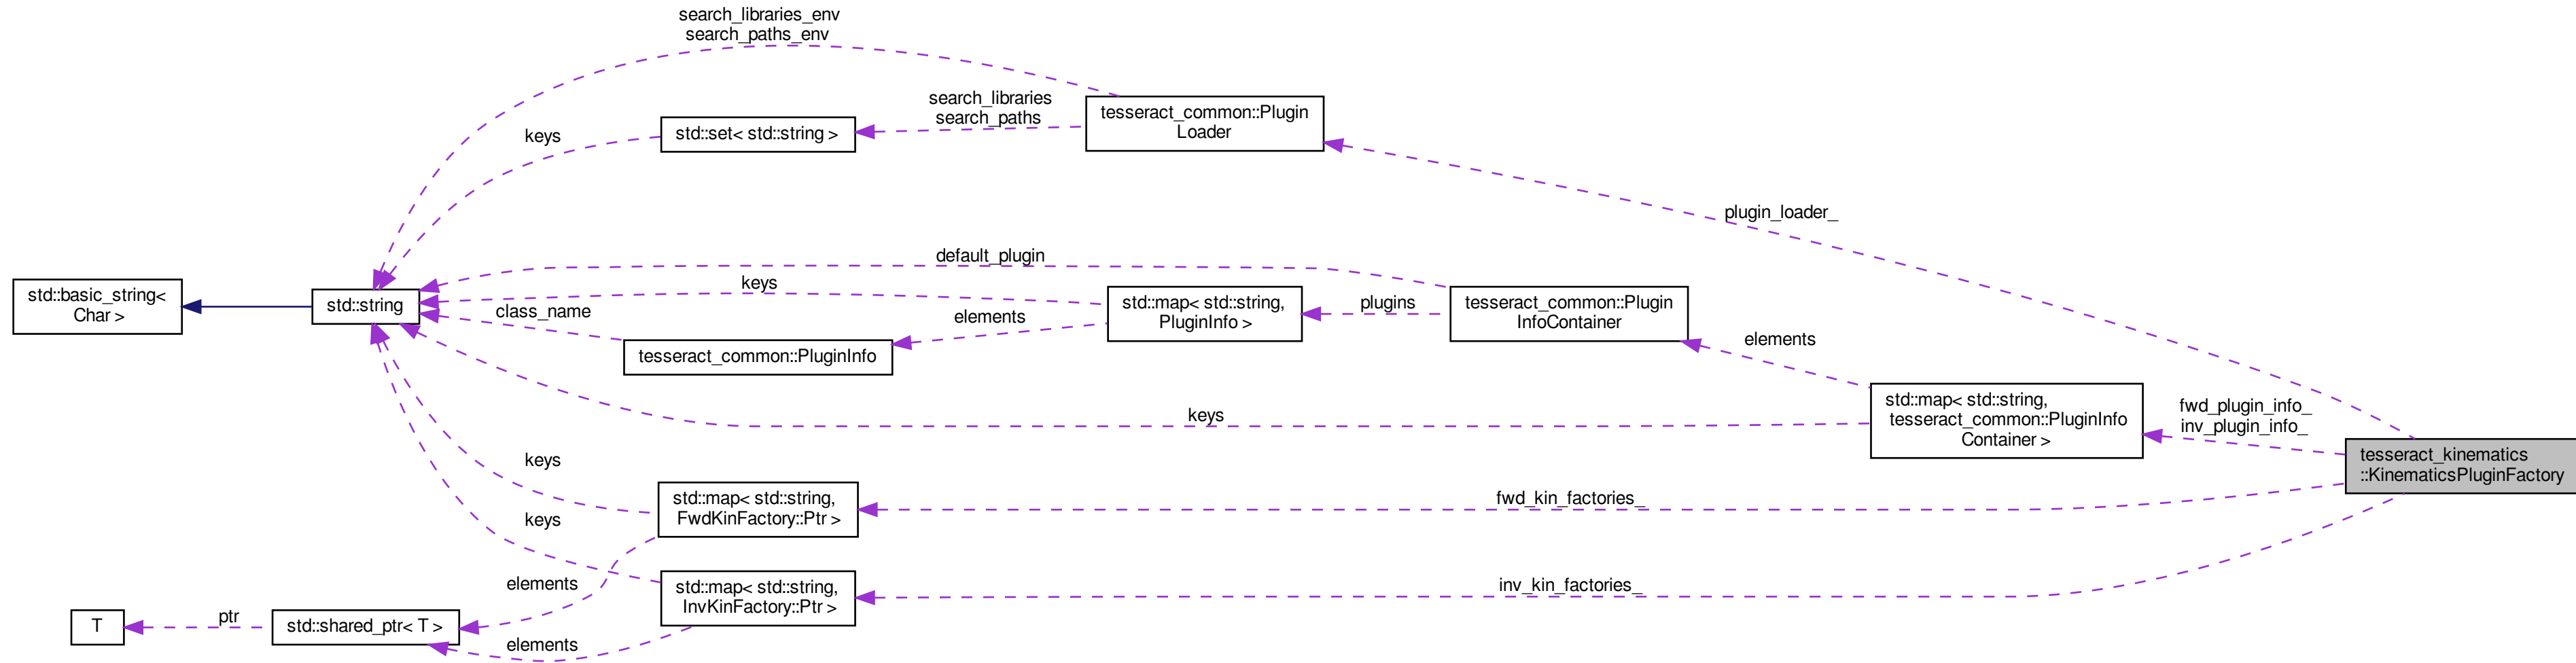 search_libraries_env
search_paths_env
search_libraries
search_paths
tesseract_common::Plugin
Loader
keys
std::set< std::string >
plugin_loader_
default_plugin
keys
std::basic_string<
Char >
std::string
class_name
elements
std::map< std::string,
PluginInfo >
plugins
tesseract_common::Plugin
InfoContainer
tesseract_common::PluginInfo
elements
keys
std::map< std::string,
tesseract_common::PluginInfo
Container >
fwd_plugin_info_
inv_plugin_info_
tesseract_kinematics
::KinematicsPluginFactory
keys
std::map< std::string,
FwdKinFactory::Ptr >
fwd_kin_factories_
keys
elements
std::map< std::string,
InvKinFactory::Ptr >
inv_kin_factories_
T
ptr
std::shared_ptr< T >
elements